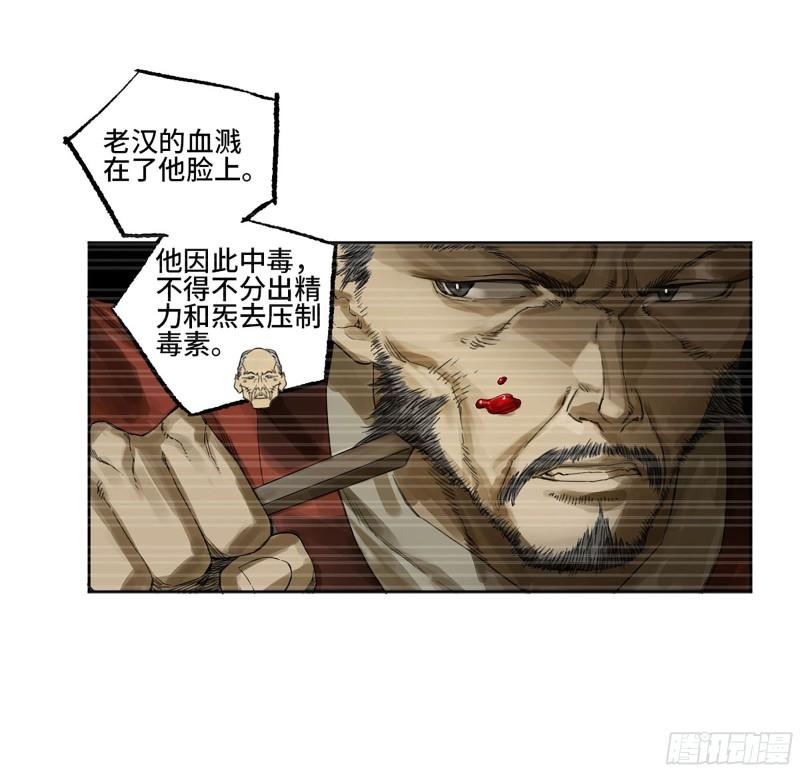 老汉的血溅
在了他脸上。
他因此中毒，
不得不分出精
力和炁去压制
毒素。
腾讯动漫